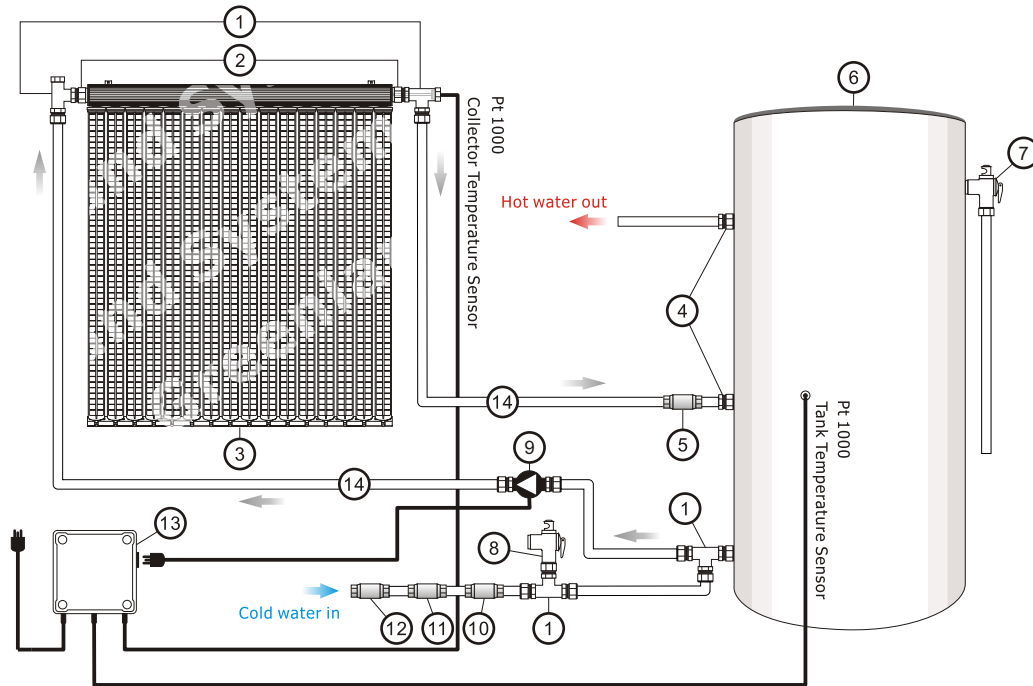 1
2
6
Pt 1000
Collector Temperature Sensor
7
Hot water out
4
14
5
3
Pt 1000
Tank Temperature Sensor
9
14
13
8
1
Cold water in
12
11
10
1